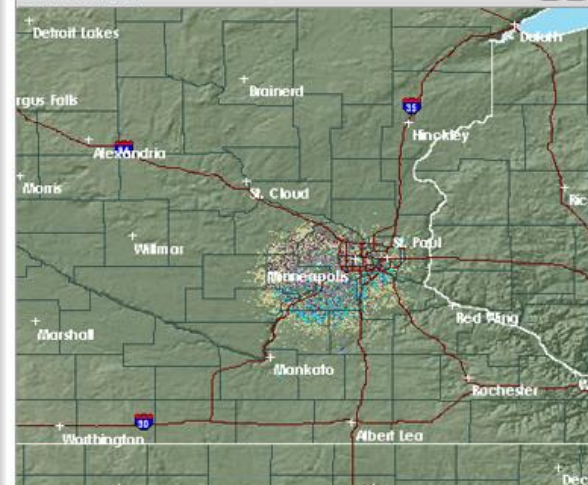 Detroit Lakes
Duluth
Brainerd
rgus Falls
35
Hinckley
Alexandria
Morris
St. Cloud
Ric
Willmar
St. Paul
Minneapolis
Red Wing
Marshall
Mankato
Rochester
90
Worthington
Albert Lea